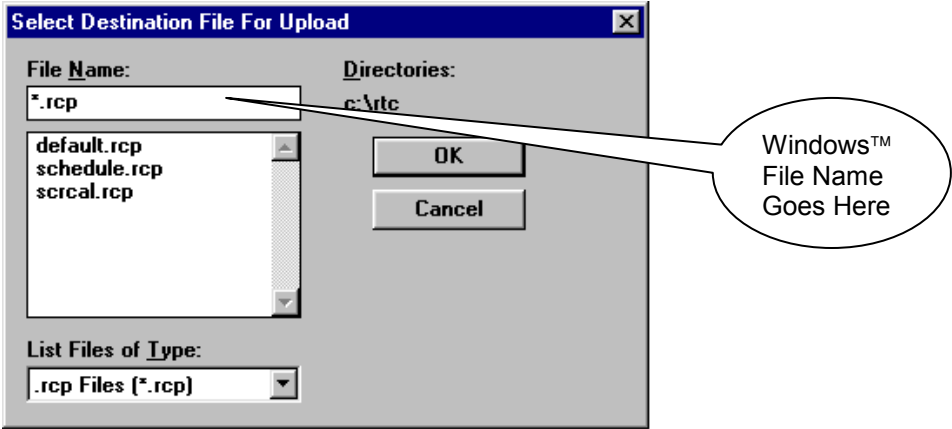 Select Destination File For Upload
File Name:
*.rcp
default.rcp
schedule.rcp
scrcal.rcp
List Files of Type:
.rcp Files (*.rcp)
Directories:
c:\rtc
OK
Cancel
Windows™
File Name
Goes Here